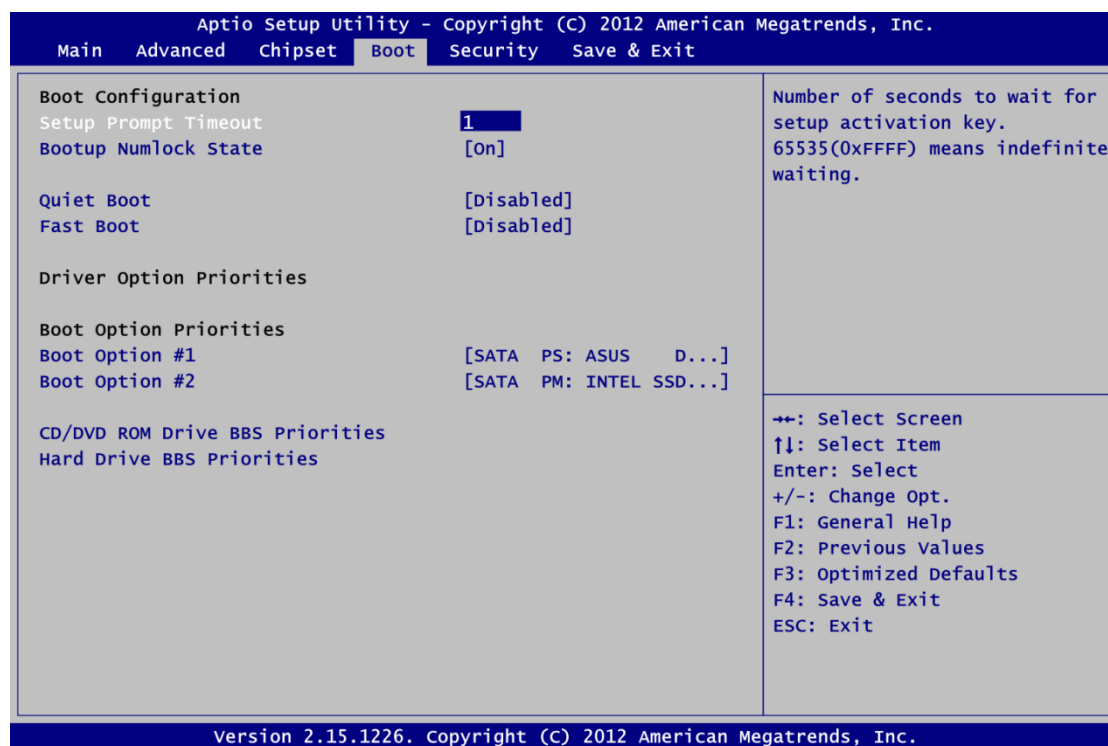 Aptio Setup Utility - Copyright (C) 2012 American Megatrends, Inc.
Main Advanced Chipset Boot Security Save & Exit
Boot Configuration
Setup Prompt Timeout 1
Bootup Numlock State [On]
Quiet Boot [Disabled]
Fast Boot [Disabled]
Driver Option Priorities
Boot Option Priorities
Boot Option #1 [SATA PS: ASUS D...]
Boot Option #2 [SATA PM: INTEL SSD...]
CD/DVD ROM Drive BBS Priorities
Hard Drive BBS Priorities
Number of seconds to wait for
setup activation key.
65535(0xFFFF) means indefinite
waiting.
→←: Select Screen
↑↓: Select Item
Enter: Select
+/-: Change Opt.
F1: General Help
F2: Previous Values
F3: Optimized Defaults
F4: Save & Exit
ESC: Exit
Version 2.15.1226. Copyright (C) 2012 American Megatrends, Inc.